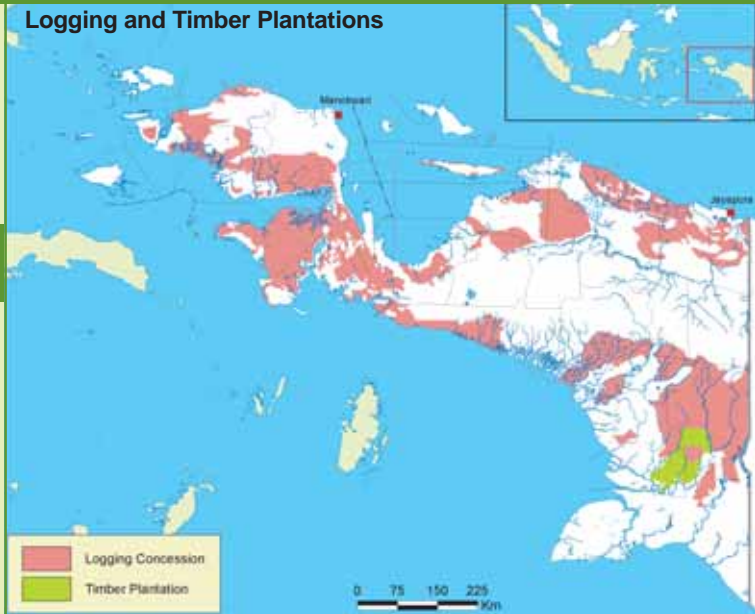 Logging and Timber Plantations
Manokwari
Jayapura
Logging Concession
Timber Plantation
0 75 150 225
Km